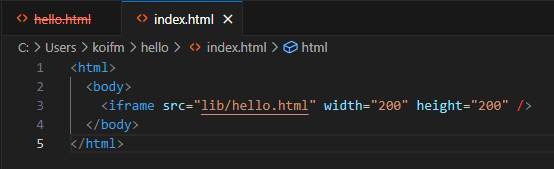 hello.html index.html
C: > Users > koifm > hello > index.html > html
1 <html>
2 <body>
3 <iframe src="lib/hello.html" width="200" height="200" />
4 </body>
5 </html>